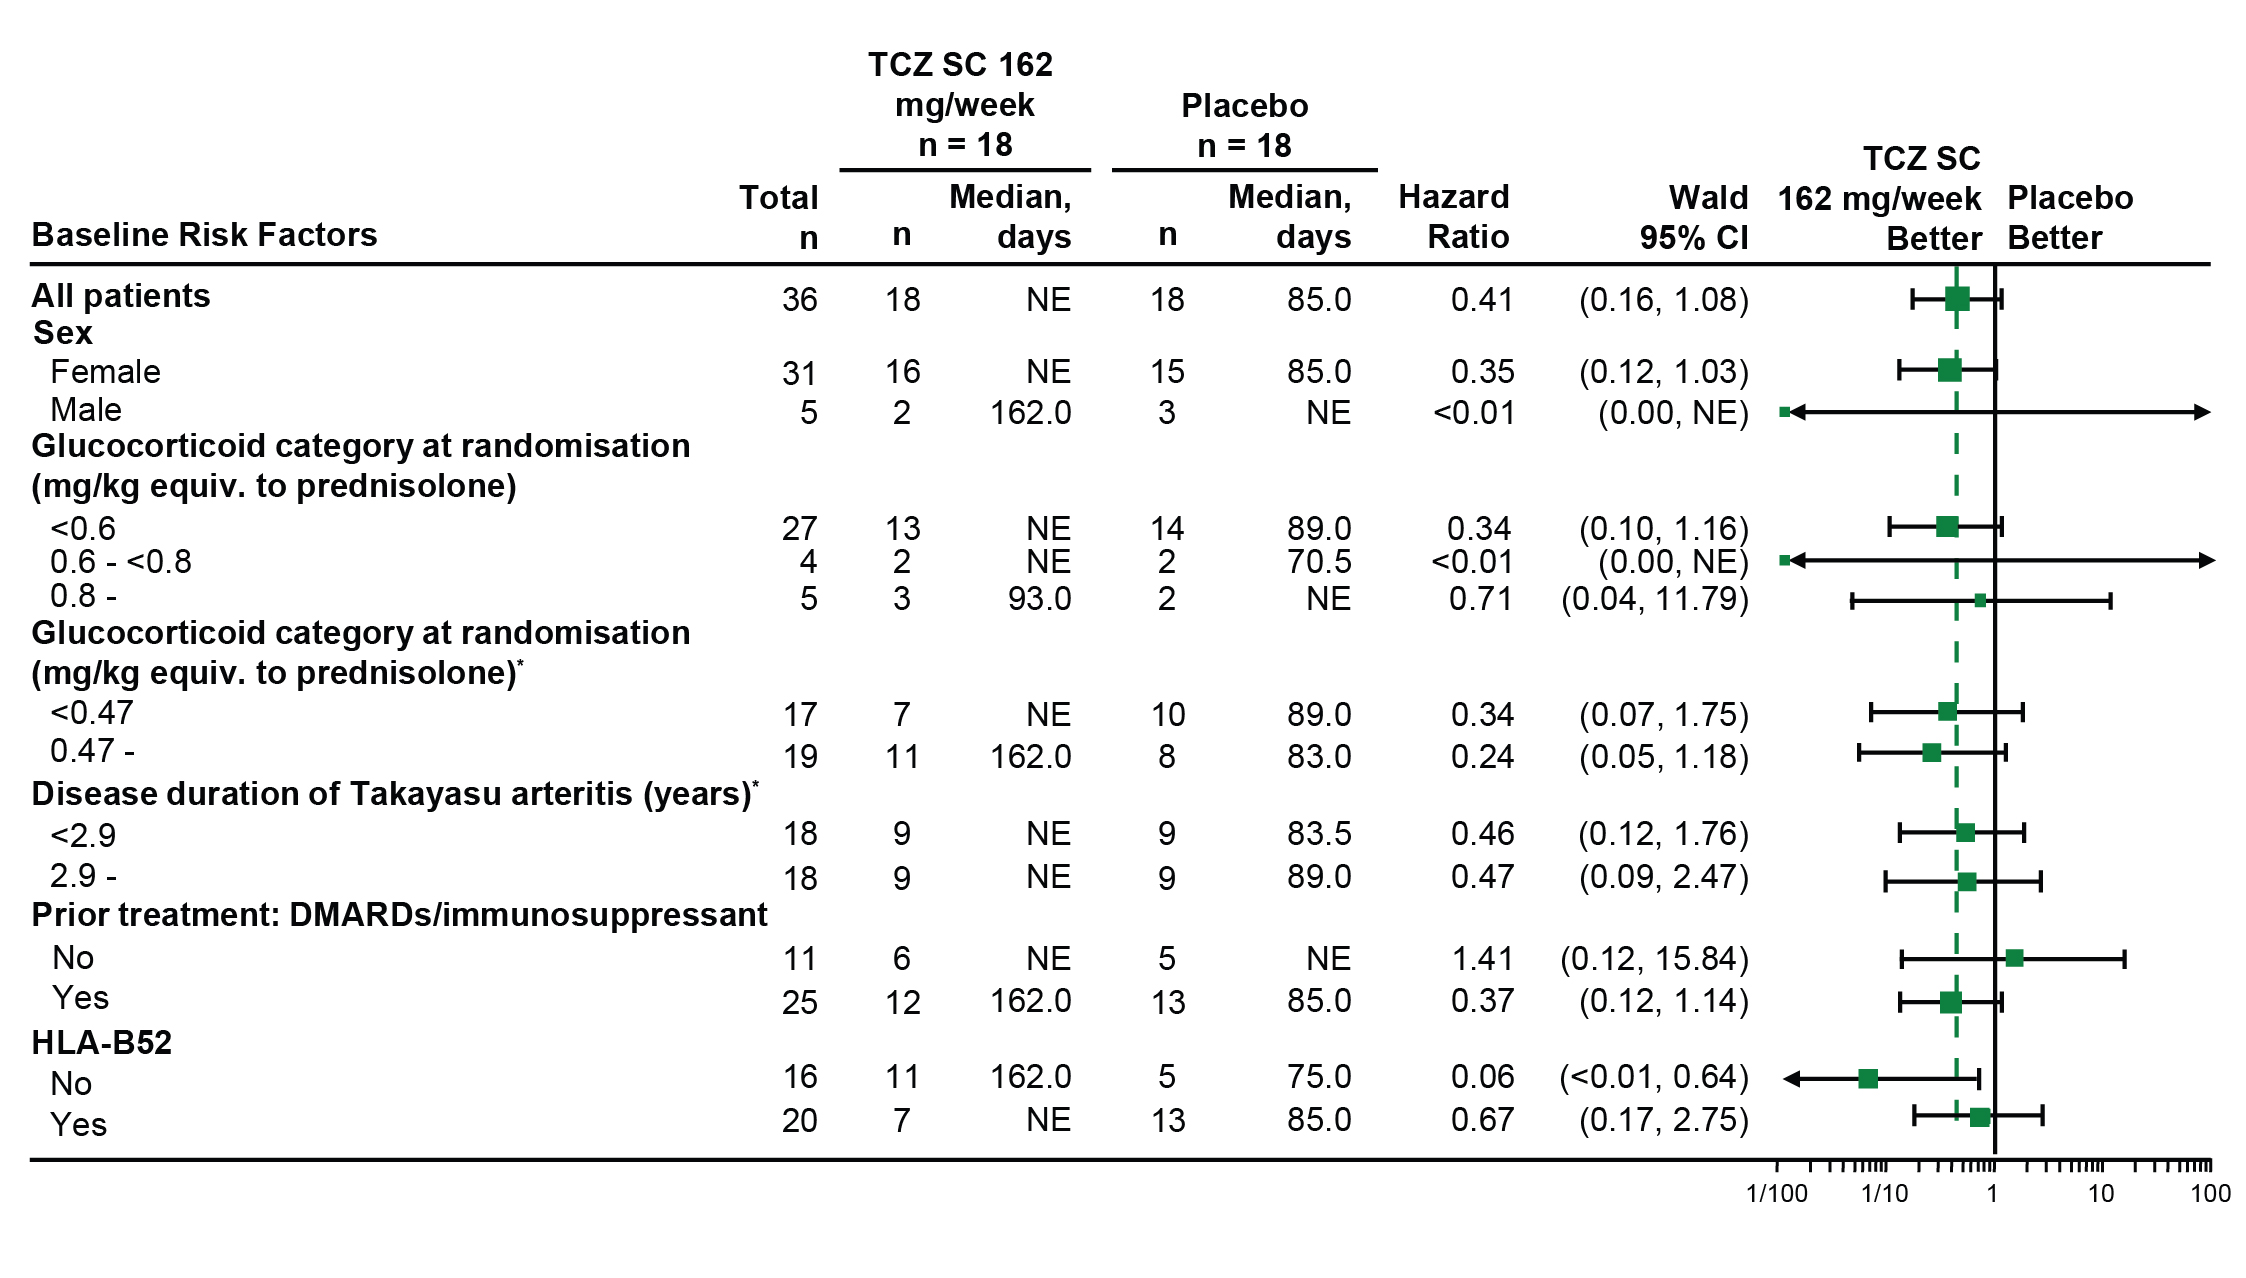 TCZ SC 162
mg/week
n = 18
Placebo
n = 18
TCZ SC
162 mg/week
Better
Placebo
Better
Baseline Risk Factors
Total
n
n
Median,
days
n
Median,
days
Hazard
Ratio
Wald
95% CI
All patients 36 18 NE 18 85.0 0.41 (0.16, 1.08)
Sex
Female 31 16 NE 15 85.0 0.35 (0.12, 1.03)
Male 5 2 162.0 3 NE <0.01 (0.00, NE)
Glucocorticoid category at randomisation
(mg/kg equiv. to prednisolone)
<0.6 27 13 NE 14 89.0 0.34 (0.10, 1.16)
0.6 - <0.8 4 2 NE 2 70.5 <0.01 (0.00, NE)
0.8 - 5 3 93.0 2 NE 0.71 (0.04, 11.79)
Glucocorticoid category at randomisation
(mg/kg equiv. to prednisolone)*
<0.47 17 7 NE 10 89.0 0.34 (0.07, 1.75)
0.47 - 19 11 162.0 8 83.0 0.24 (0.05, 1.18)
Disease duration of Takayasu arteritis (years)*
<2.9 18 9 NE 9 83.5 0.46 (0.12, 1.76)
2.9 - 18 9 NE 9 89.0 0.47 (0.09, 2.47)
Prior treatment: DMARDs/immunosuppressant
No 11 6 NE 5 NE 1.41 (0.12, 15.84)
Yes 25 12 162.0 13 85.0 0.37 (0.12, 1.14)
HLA-B52
No 16 11 162.0 5 75.0 0.06 (<0.01, 0.64)
Yes 20 7 NE 13 85.0 0.67 (0.17, 2.75)
1/100 1/10 1 10 100